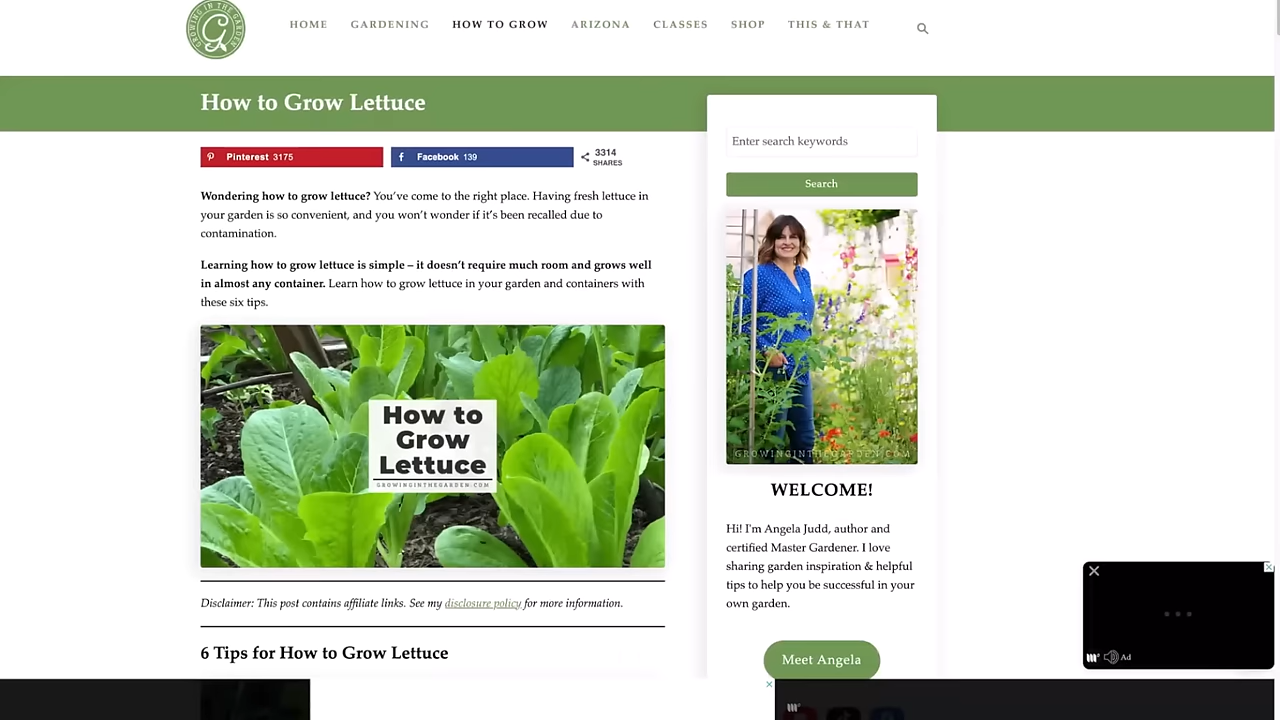 GROWING IN THE GARDEN
G
HOME GARDENING HOW TO GROW ARIZONA CLASSES SHOP THIS & THAT
How to Grow Lettuce
Pinterest 3175 Facebook 139 3314
SHARES
Wondering how to grow lettuce? You’ve come to the right place. Having fresh lettuce in
your garden is so convenient, and you won’t wonder if it’s been recalled due to
contamination.
Learning how to grow lettuce is simple – it doesn’t require much room and grows well
in almost any container. Learn how to grow lettuce in your garden and containers with
these six tips.
How to
Grow
Lettuce
GROWINGINTHEGARDEN.COM
Disclaimer: This post contains affiliate links. See my disclosure policy for more information.
6 Tips for How to Grow Lettuce
Enter search keywords
Search
GROWINGINTHEGARDEN.COM
WELCOME!
Hi! I'm Angela Judd, author and
certified Master Gardener. I love
sharing garden inspiration & helpful
tips to help you be successful in your
own garden.
Meet Angela
Ad